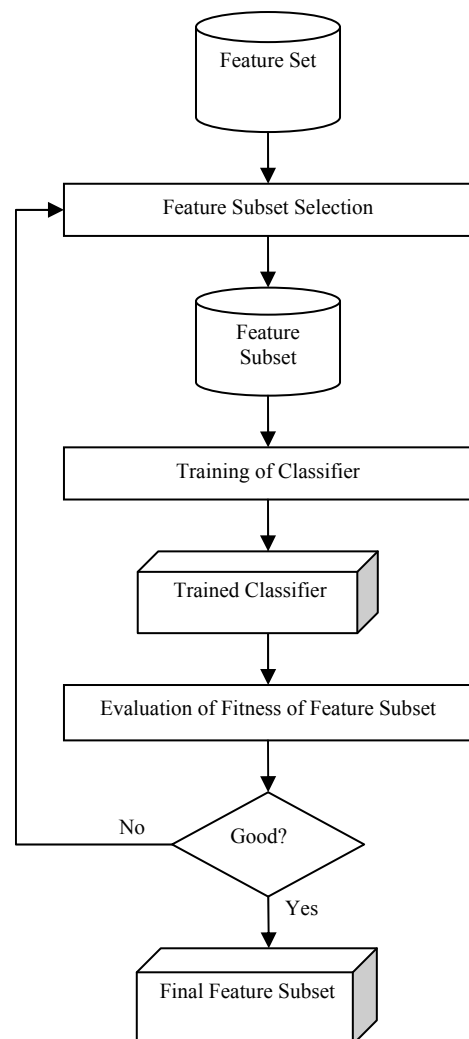 Feature Set
Feature Subset Selection
Feature
Subset
Training of Classifier
Trained Classifier
Evaluation of Fitness of Feature Subset
No
Good?
Yes
Final Feature Subset